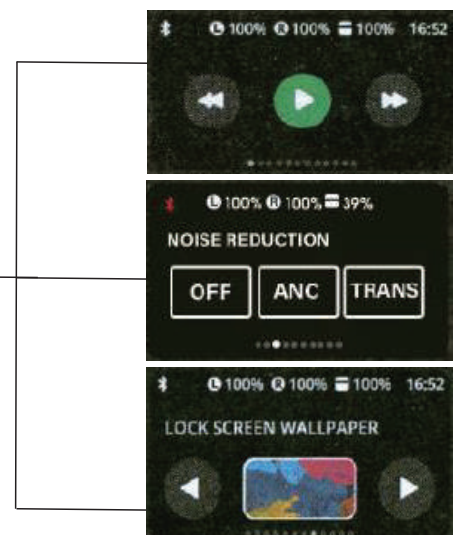 L 100% R 100% 100% 16:52
L 100% R 100% 39%
NOISE REDUCTION
OFF ANC TRANS
L 100% R 100% 100% 16:52
LOCK SCREEN WALLPAPER